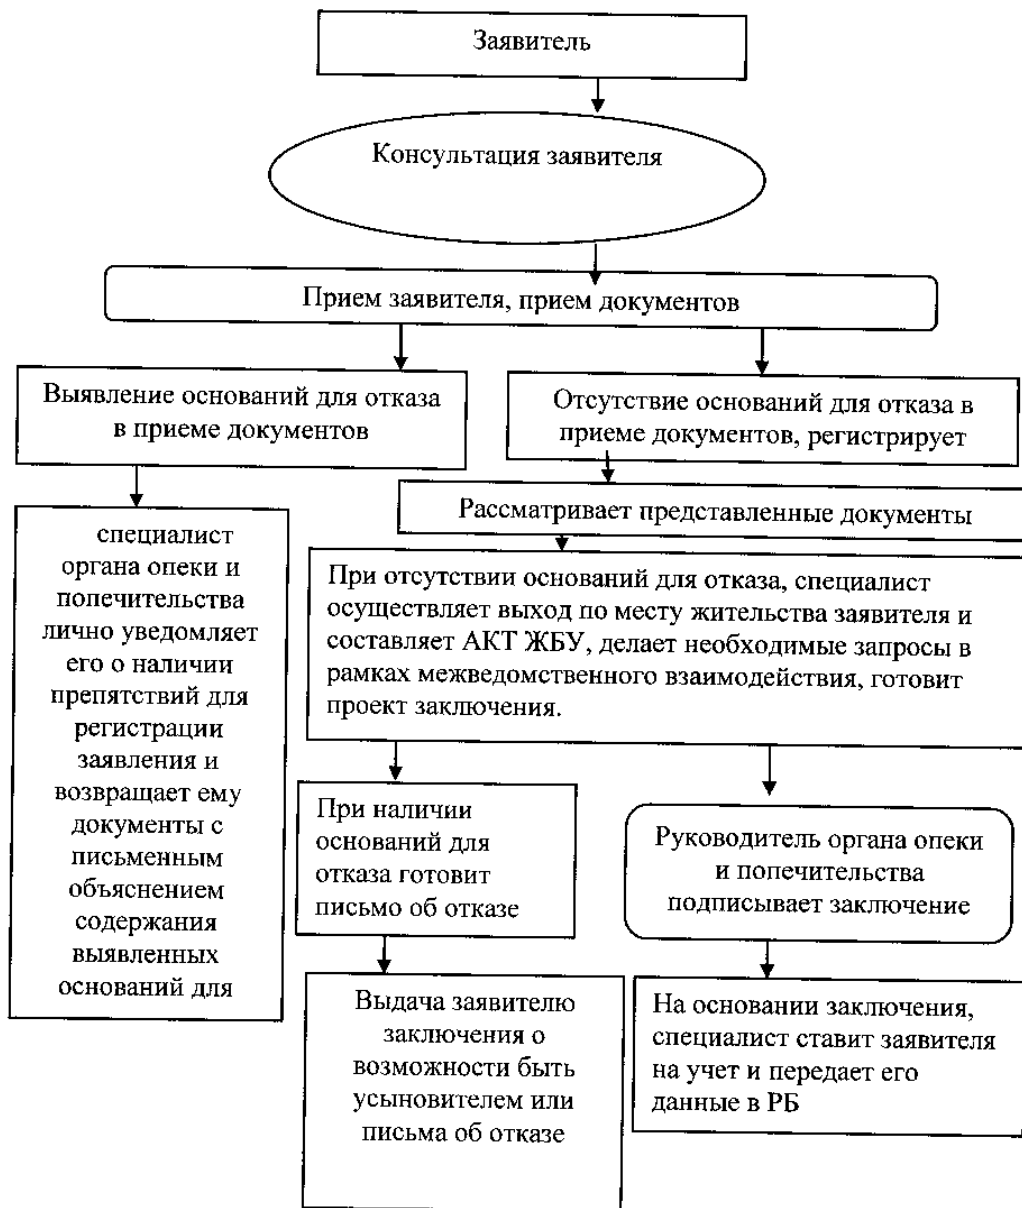 Заявитель
Консультация заявителя
Прием заявителя, прием документов
Выявление оснований для отказа
в приеме документов
Отсутствие оснований для отказа в
приеме документов, регистрирует
специалист
органа опеки и
попечительства
лично уведомляет
его о наличии
препятствий для
регистрации
заявления и
возвращает ему
документы с
письменным
объяснением
содержания
выявленных
оснований для
Рассматривает представленные документы
При отсутствии оснований для отказа, специалист
осуществляет выход по месту жительства заявителя и
составляет АКТ ЖБУ, делает необходимые запросы в
рамках межведомственного взаимодействия, готовит
проект заключения.
При наличии
оснований для
отказа готовит
письмо об отказе
Руководитель органа опеки
и попечительства
подписывает заключение
Выдача заявителю
заключения о
возможности быть
усыновителем или
письма об отказе
На основании заключения,
специалист ставит заявителя
на учет и передает его
данные в РБ